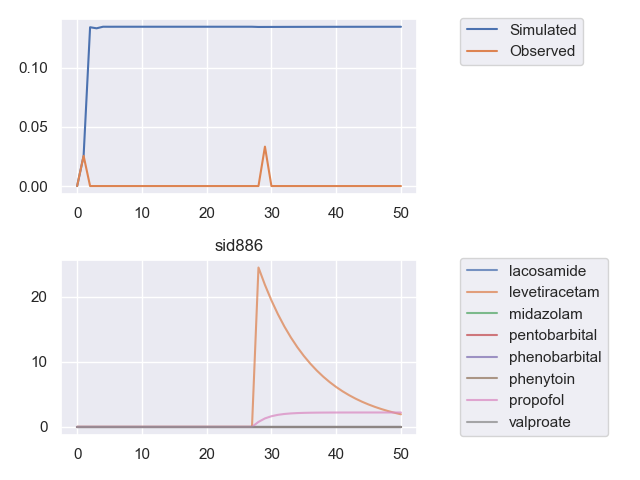 0.10
0.05
0.00
0 10 20 30 40 50
Simulated
Observed
sid886
20
10
0
0 10 20 30 40 50
lacosamide
levetiracetam
midazolam
pentobarbital
phenobarbital
phenytoin
propofol
valproate